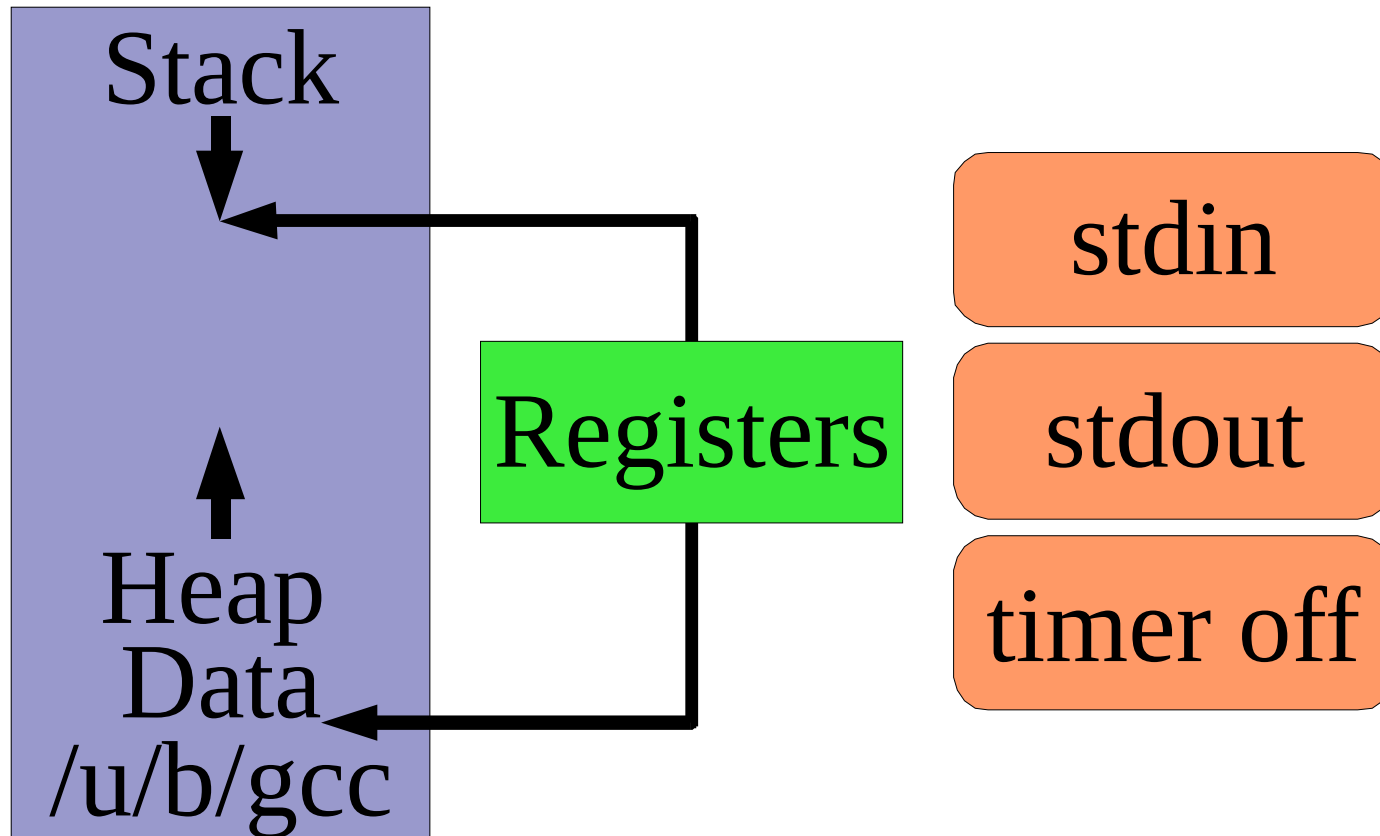 Stack
Heap
Data
/u/b/gcc
Registers
stdin
stdout
timer off